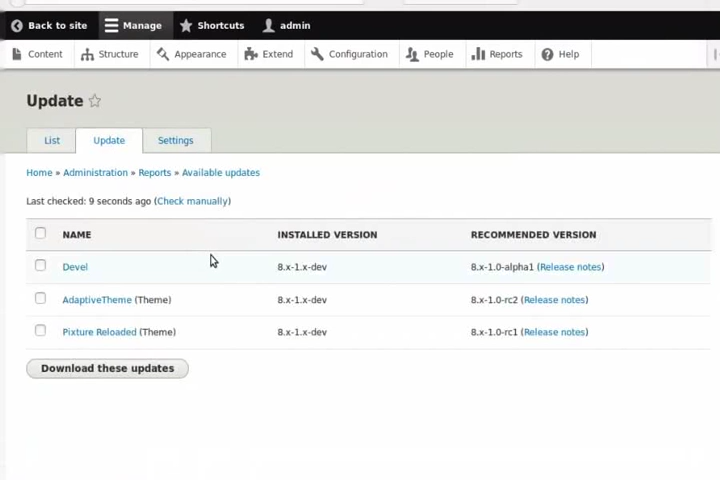 Back to site Manage Shortcuts admin
Content Structure Appearance Extend Configuration People Reports Help
Update
List Update Settings
Home » Administration » Reports » Available updates
Last checked: 9 seconds ago (Check manually)
NAME INSTALLED VERSION RECOMMENDED VERSION
Devel 8.x-1.x-dev 8.x-1.0-alpha1 (Release notes)
AdaptiveTheme (Theme) 8.x-1.x-dev 8.x-1.0-rc2 (Release notes)
Pixture Reloaded (Theme) 8.x-1.x-dev 8.x-1.0-rc1 (Release notes)
Download these updates